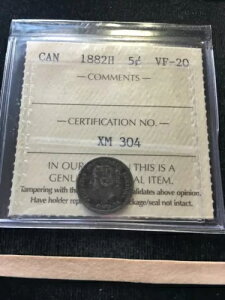 CAN 1882H 5¢ VF-20
—COMMENTS—
—CERTIFICATION NO.—
XM 304
IN OUR THIS IS A
GENU AL ITEM.
Tampering with th alidates above opinion.
Have holder rep ckage/seal not intact.